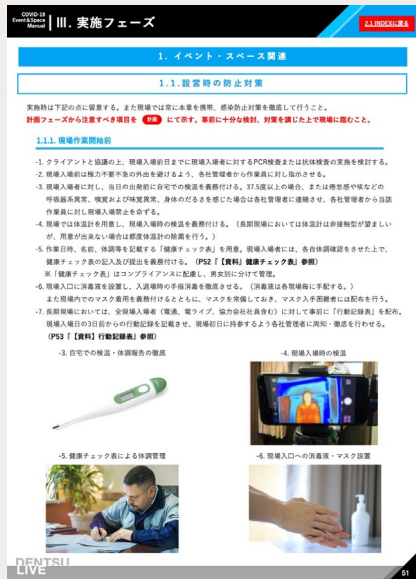 COVID-19
Event&Space
Manual
Ⅲ. 実施フェーズ
2.1 INDEXに戻る
1. イベント・スペース関連
1.1.設営時の防止対策
実施時は下記の点に留意する。また現場では常に本章を携帯、感染防止対策を徹底して行うこと。
計画フェーズから注意すべき項目を 計画 にて示す。事前に十分な検討、対策を講じた上で現場に臨むこと。
1.1.1. 現場作業開始前
-1. クライアントと協議の上、現場入場前日までに現場入場者に対するPCR検査または抗体検査の実施を検討する。
-2. 現場入場前は極力不要不急の外出を避けるよう、各社管理者から作業員に対し指示させる。
-3. 現場入場者に対し、当日の出発前に自宅での検温を義務付ける。37.5度以上の場合、または倦怠感や咳などの
呼吸器系異常、嗅覚および味覚異常、身体のだるさを感じた場合は各社管理者に連絡させ、各社管理者から当該
作業員に対し現場入場禁止を命ずる。
-4. 現場では体温計を用意し、現場入場時の検温を義務付ける。（長期現場においては体温計は非接触型が望まし
いが、用意が出来ない場合は都度体温計の除菌を行う。）
-5. 作業日時、名前、体調等を記載する「健康チェック表」を用意。現場入場者には、各自体調確認をさせた上で、
健康チェック表の記入及び提出を義務付ける。（P52『【資料】健康チェック表』参照）
※「健康チェック表」はコンプライアンスに配慮し、男女別に分けて管理。
-6. 現場入口に消毒液を設置し、入退場時の手指消毒を徹底させる。（消毒液は各現場毎に手配する。）
また現場内でのマスク着用を義務付けるとともに、マスクを常備しておき、マスク入手困難者には配布を行う。
-7. 長期現場においては、全現場入場者（電通、電ライブ、協力会社社員含む）に対して事前に「行動記録表」を配布。
現場入場日の3日前からの行動記録を記載させ、現場初日に持参するよう各社管理者に周知・徹底を行わせる。
（P53『【資料】行動記録表』参照）
-3. 自宅での検温・体調報告の徹底
-4. 現場入場時の検温
-5. 健康チェック表による体調管理
-6. 現場入口への消毒液・マスク設置
DENTSU
LIVE
51